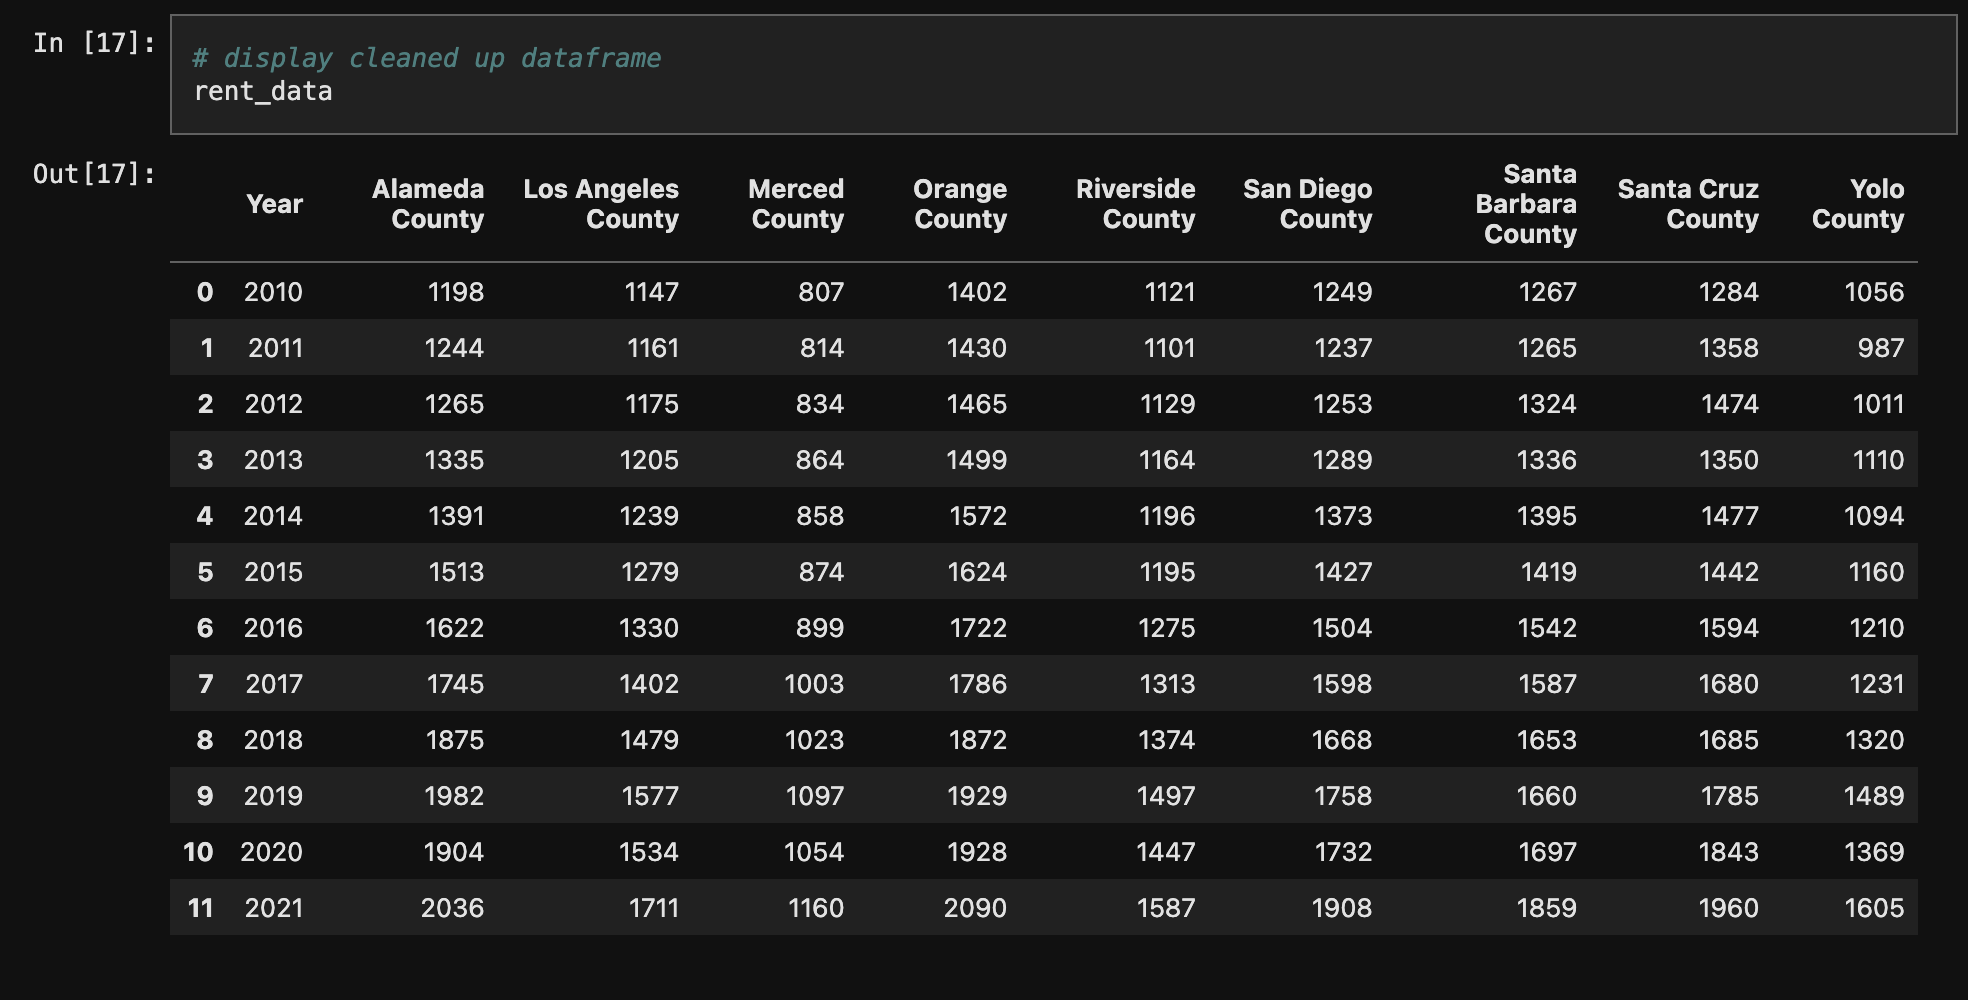 In [17]:
# display cleaned up dataframe
rent_data
Out[17]:
Year Alameda County Los Angeles County Merced County Orange County Riverside County San Diego County Santa Barbara County Santa Cruz County Yolo County
0 2010 1198 1147 807 1402 1121 1249 1267 1284 1056
1 2011 1244 1161 814 1430 1101 1237 1265 1358 987
2 2012 1265 1175 834 1465 1129 1253 1324 1474 1011
3 2013 1335 1205 864 1499 1164 1289 1336 1350 1110
4 2014 1391 1239 858 1572 1196 1373 1395 1477 1094
5 2015 1513 1279 874 1624 1195 1427 1419 1442 1160
6 2016 1622 1330 899 1722 1275 1504 1542 1594 1210
7 2017 1745 1402 1003 1786 1313 1598 1587 1680 1231
8 2018 1875 1479 1023 1872 1374 1668 1653 1685 1320
9 2019 1982 1577 1097 1929 1497 1758 1660 1785 1489
10 2020 1904 1534 1054 1928 1447 1732 1697 1843 1369
11 2021 2036 1711 1160 2090 1587 1908 1859 1960 1605